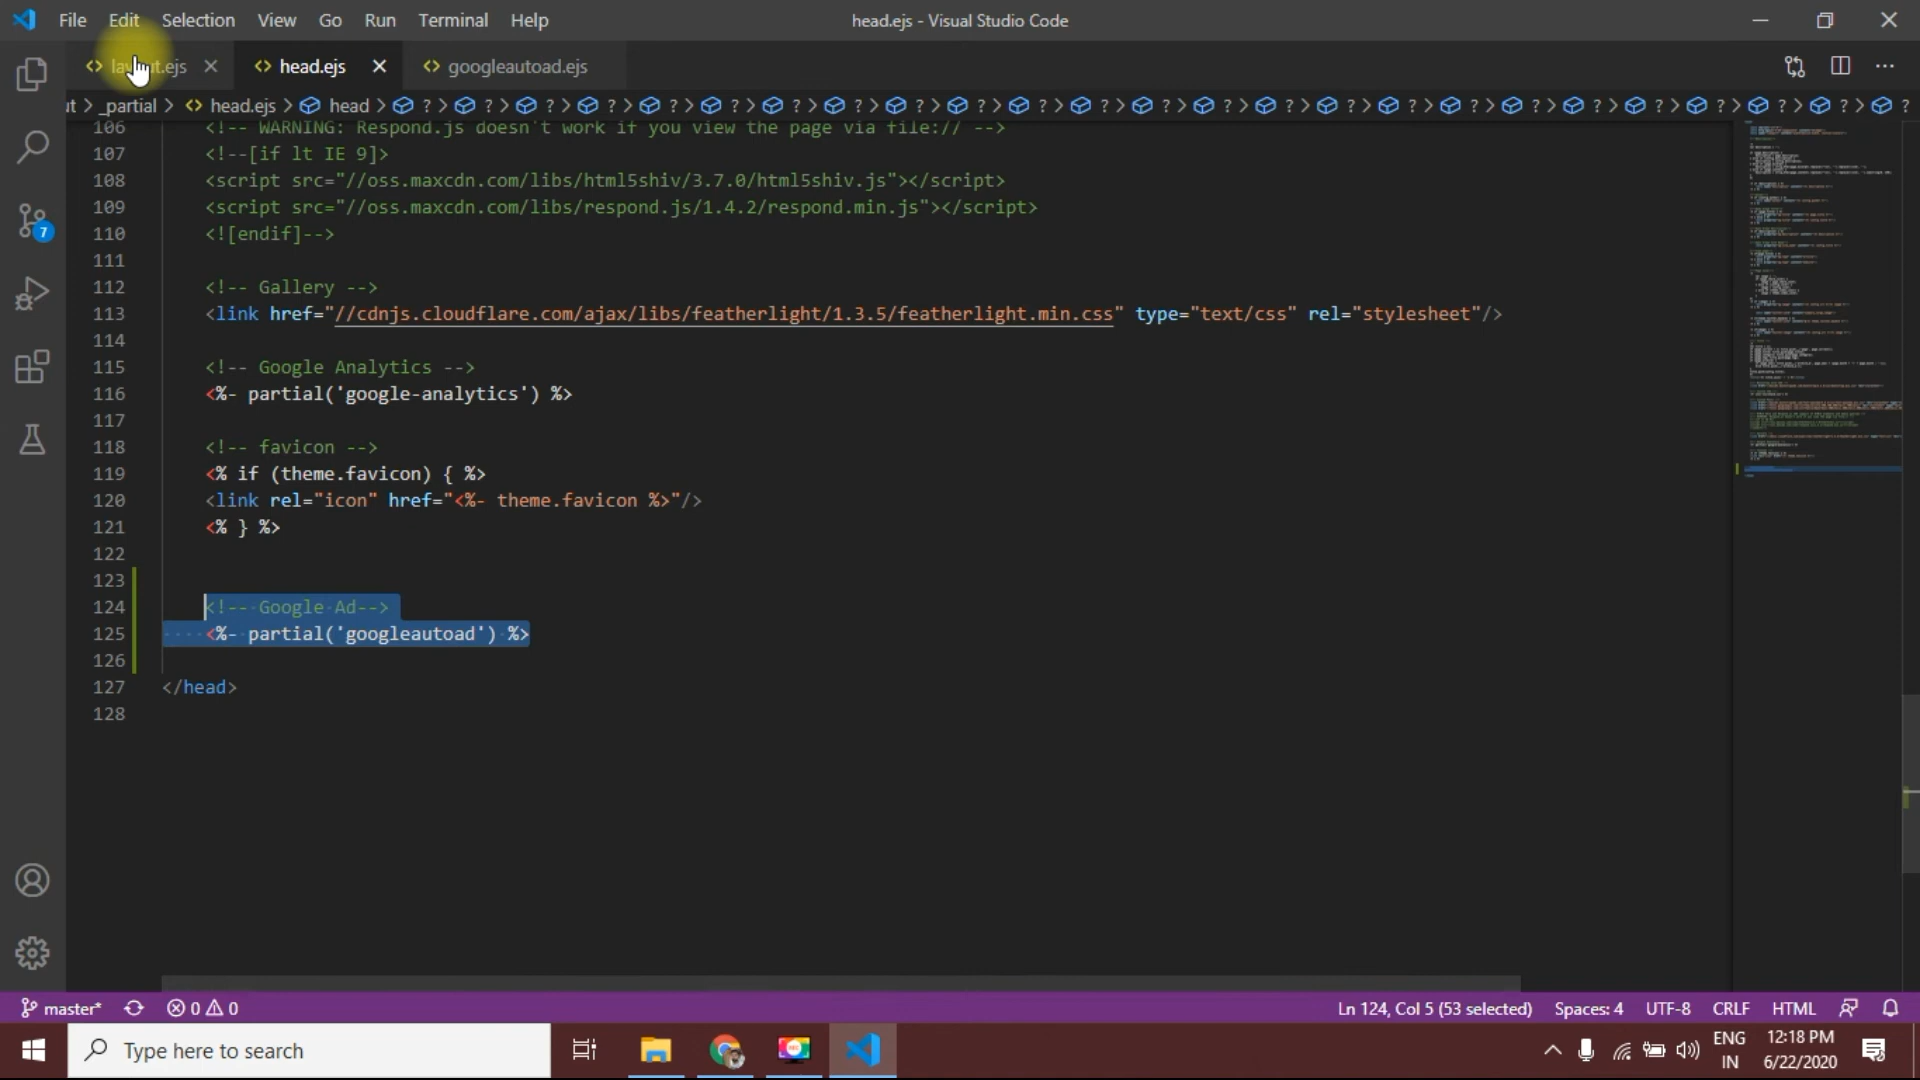 File Edit Selection View Go Run Terminal Help head.ejs - Visual Studio Code
layout.ejs head.ejs googleautoad.ejs
ut > _partial > head.ejs > head > ? > ? > ? > ? > ? > ? > ? > ? > ? > ? > ? > ? > ? > ? > ? > ? > ? > ? > ? > ? > ? > ? > ? > ? > ?
106 <!-- WARNING: Respond.js doesn't work if you view the page via file:// -->
107 <!--[if lt IE 9]>
108 <script src="//oss.maxcdn.com/libs/html5shiv/3.7.0/html5shiv.js"></script>
109 <script src="//oss.maxcdn.com/libs/respond.js/1.4.2/respond.min.js"></script>
110 <![endif]-->
111
112 <!-- Gallery -->
113 <link href="//cdnjs.cloudflare.com/ajax/libs/featherlight/1.3.5/featherlight.min.css" type="text/css" rel="stylesheet"/>
114
115 <!-- Google Analytics -->
116 <%- partial('google-analytics') %>
117
118 <!-- favicon -->
119 <% if (theme.favicon) { %>
120 <link rel="icon" href="<%- theme.favicon %>"/>
121 <% } %>
122
123
124 <!-- Google Ad-->
125 <%- partial('googleautoad') %>
126
127 </head>
128
7
master* 0 0 Ln 124, Col 5 (53 selected) Spaces: 4 UTF-8 CRLF HTML
Type here to search
ENG 12:18 PM
IN 6/22/2020